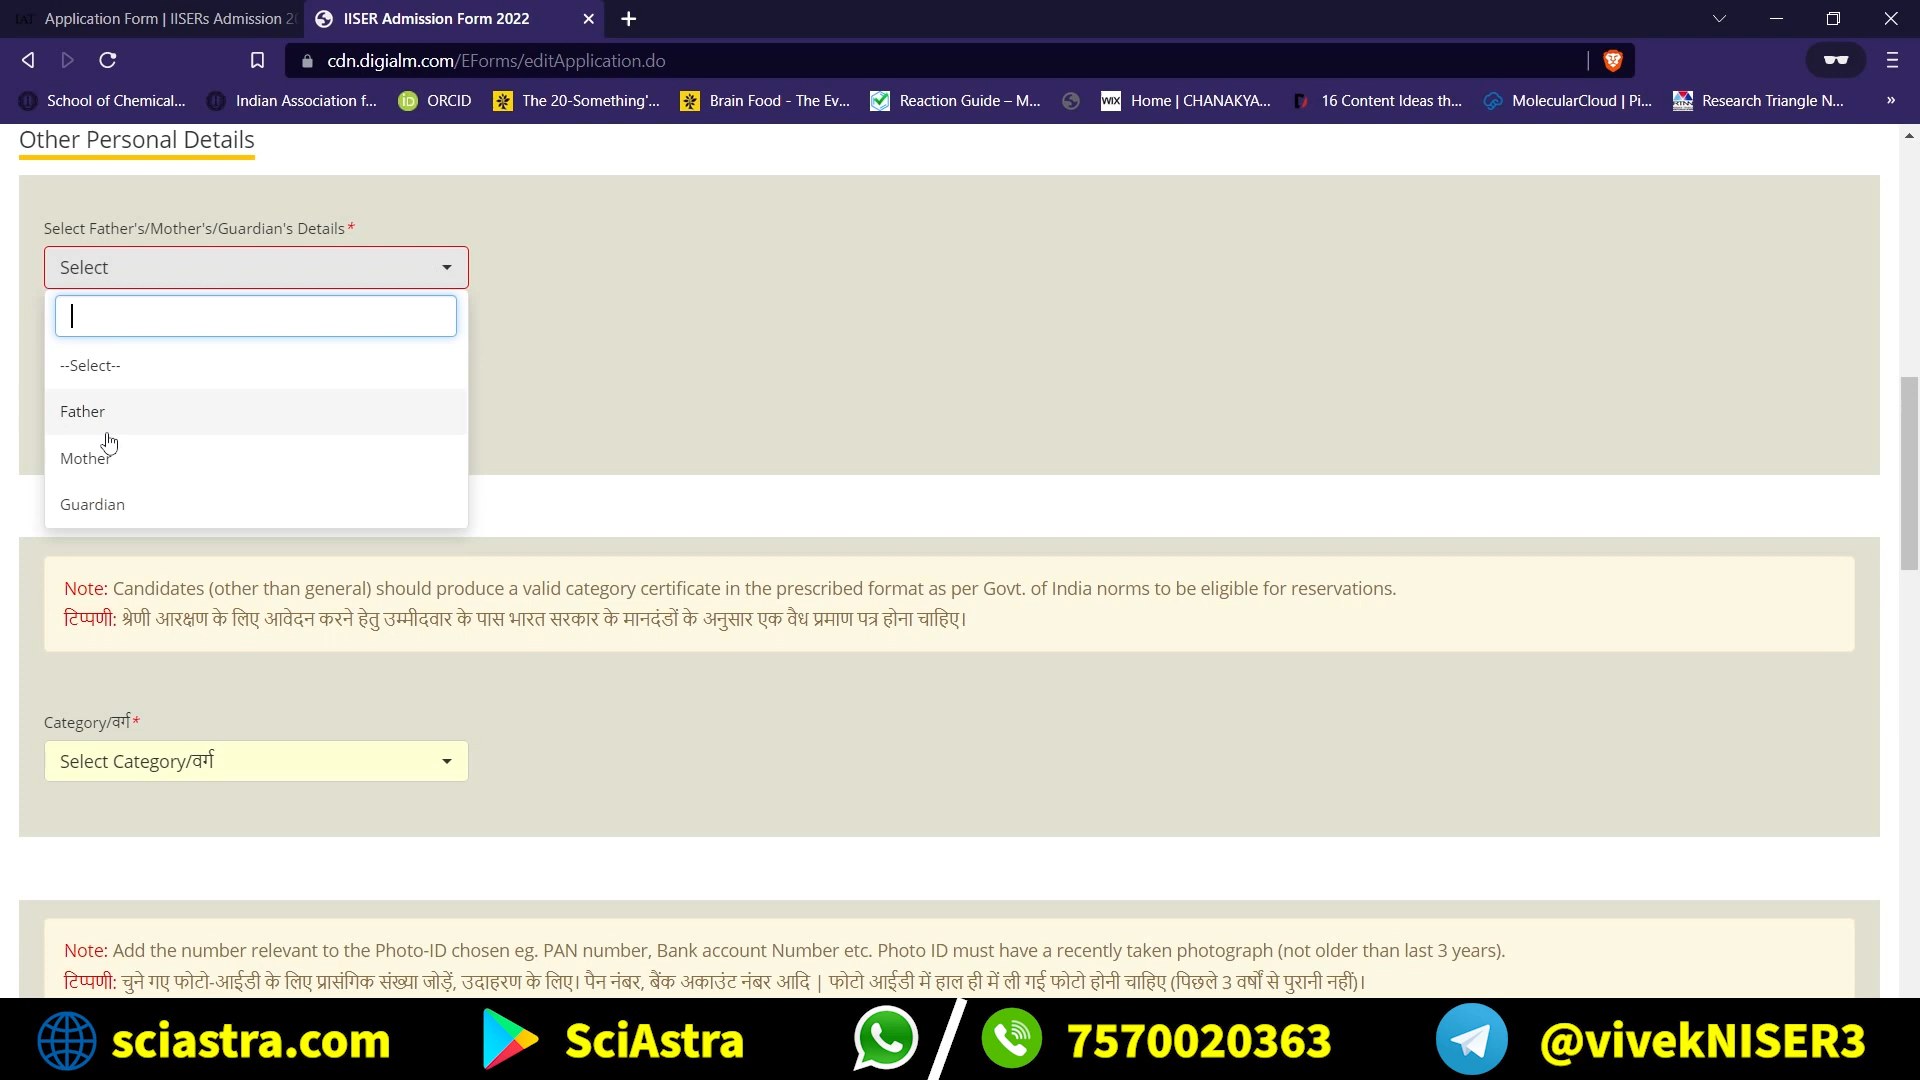 Application Form | IISERs Admission 20
IISER Admission Form 2022
cdn.digialm.com/EForms/editApplication.do
School of Chemical...
Indian Association f...
iD ORCID
The 20-Something'...
Brain Food - The Ev...
Reaction Guide – M...
WIX Home | CHANAKYA...
16 Content Ideas th...
MolecularCloud | Pi...
Research Triangle N...
»
Other Personal Details
Select Father's/Mother's/Guardian's Details*
Select
--Select--
Father
Mother
Guardian
Note: Candidates (other than general) should produce a valid category certificate in the prescribed format as per Govt. of India norms to be eligible for reservations.
टिप्पणी: श्रेणी आरक्षण के लिए आवेदन करने हेतु उम्मीदवार के पास भारत सरकार के मानदंडों के अनुसार एक वैध प्रमाण पत्र होना चाहिए।
Category/वर्ग*
Select Category/वर्ग
Note: Add the number relevant to the Photo-ID chosen eg. PAN number, Bank account Number etc. Photo ID must have a recently taken photograph (not older than last 3 years).
टिप्पणी: चुने गए फोटो-आईडी के लिए प्रासंगिक संख्या जोड़ें, उदाहरण के लिए। पैन नंबर, बैंक अकाउंट नंबर आदि | फोटो आईडी में हाल ही में ली गई फोटो होनी चाहिए (पिछले 3 वर्षों से पुरानी नहीं)।
sciastra.com
SciAstra
7570020363
@vivekNISER3